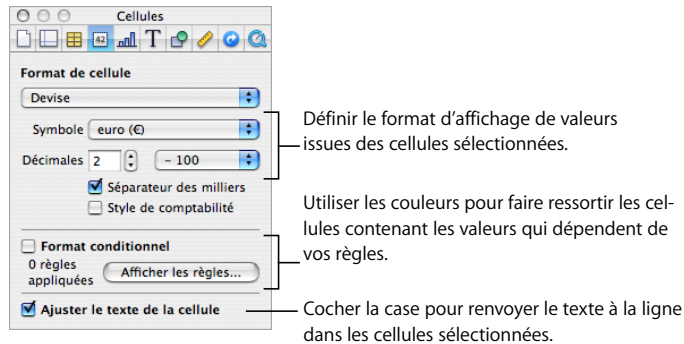 Cellules
42
T
Format de cellule
Devise
Symbole euro (€)
Décimales 2 – 100
Séparateur des milliers
Style de comptabilité
Format conditionnel
0 règles
appliquées
Afficher les règles...
Ajuster le texte de la cellule
Définir le format d’affichage de valeurs
issues des cellules sélectionnées.
Utiliser les couleurs pour faire ressortir les cel-
lules contenant les valeurs qui dépendent de
vos règles.
Cocher la case pour renvoyer le texte à la ligne
dans les cellules sélectionnées.